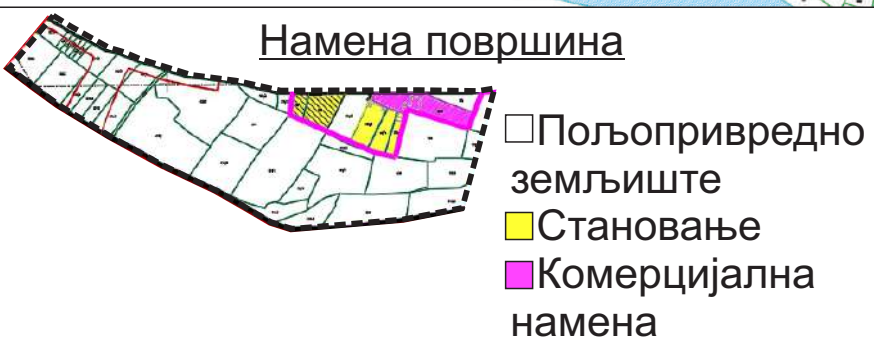 Намена површина
Пољопривредно
земљиште
Становање
Комерцијална
намена